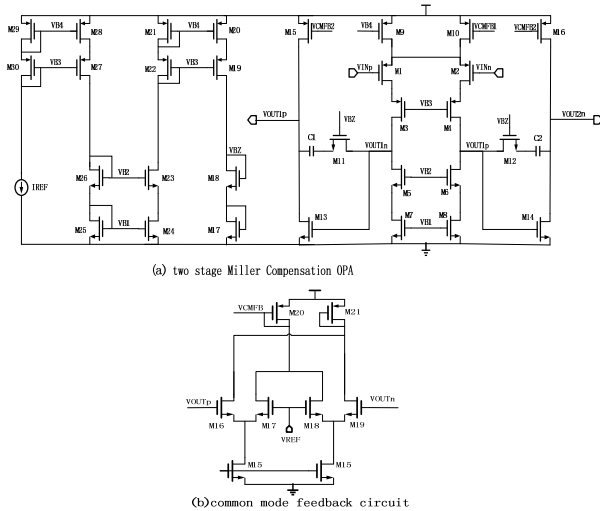 M29 VB4 M28 M21 VB4 M20 M15 VCMFB2 VB4 M9 VCMFB1 M10 VCMFB2 M16
M30 VB3 M27 M22 VB3 M19 VINp M1 M2 VINn
VOUT1p M3 VB3 M4 VOUT2n
C1 VBZ VOUT1n VOUT1p VBZ C2
M11 M12
IREF M26 VB2 M23 VBZ M18 M5 VB2 M6
M25 VB1 M24 M17 M13 M7 VB1 M8 M14
(a) two stage Miller Compensation OPA
VCMFB M20 M21
VOUTp VOUTn
M16 M17 M18 M19
VREF
M15 M15
(b)common mode feedback circuit